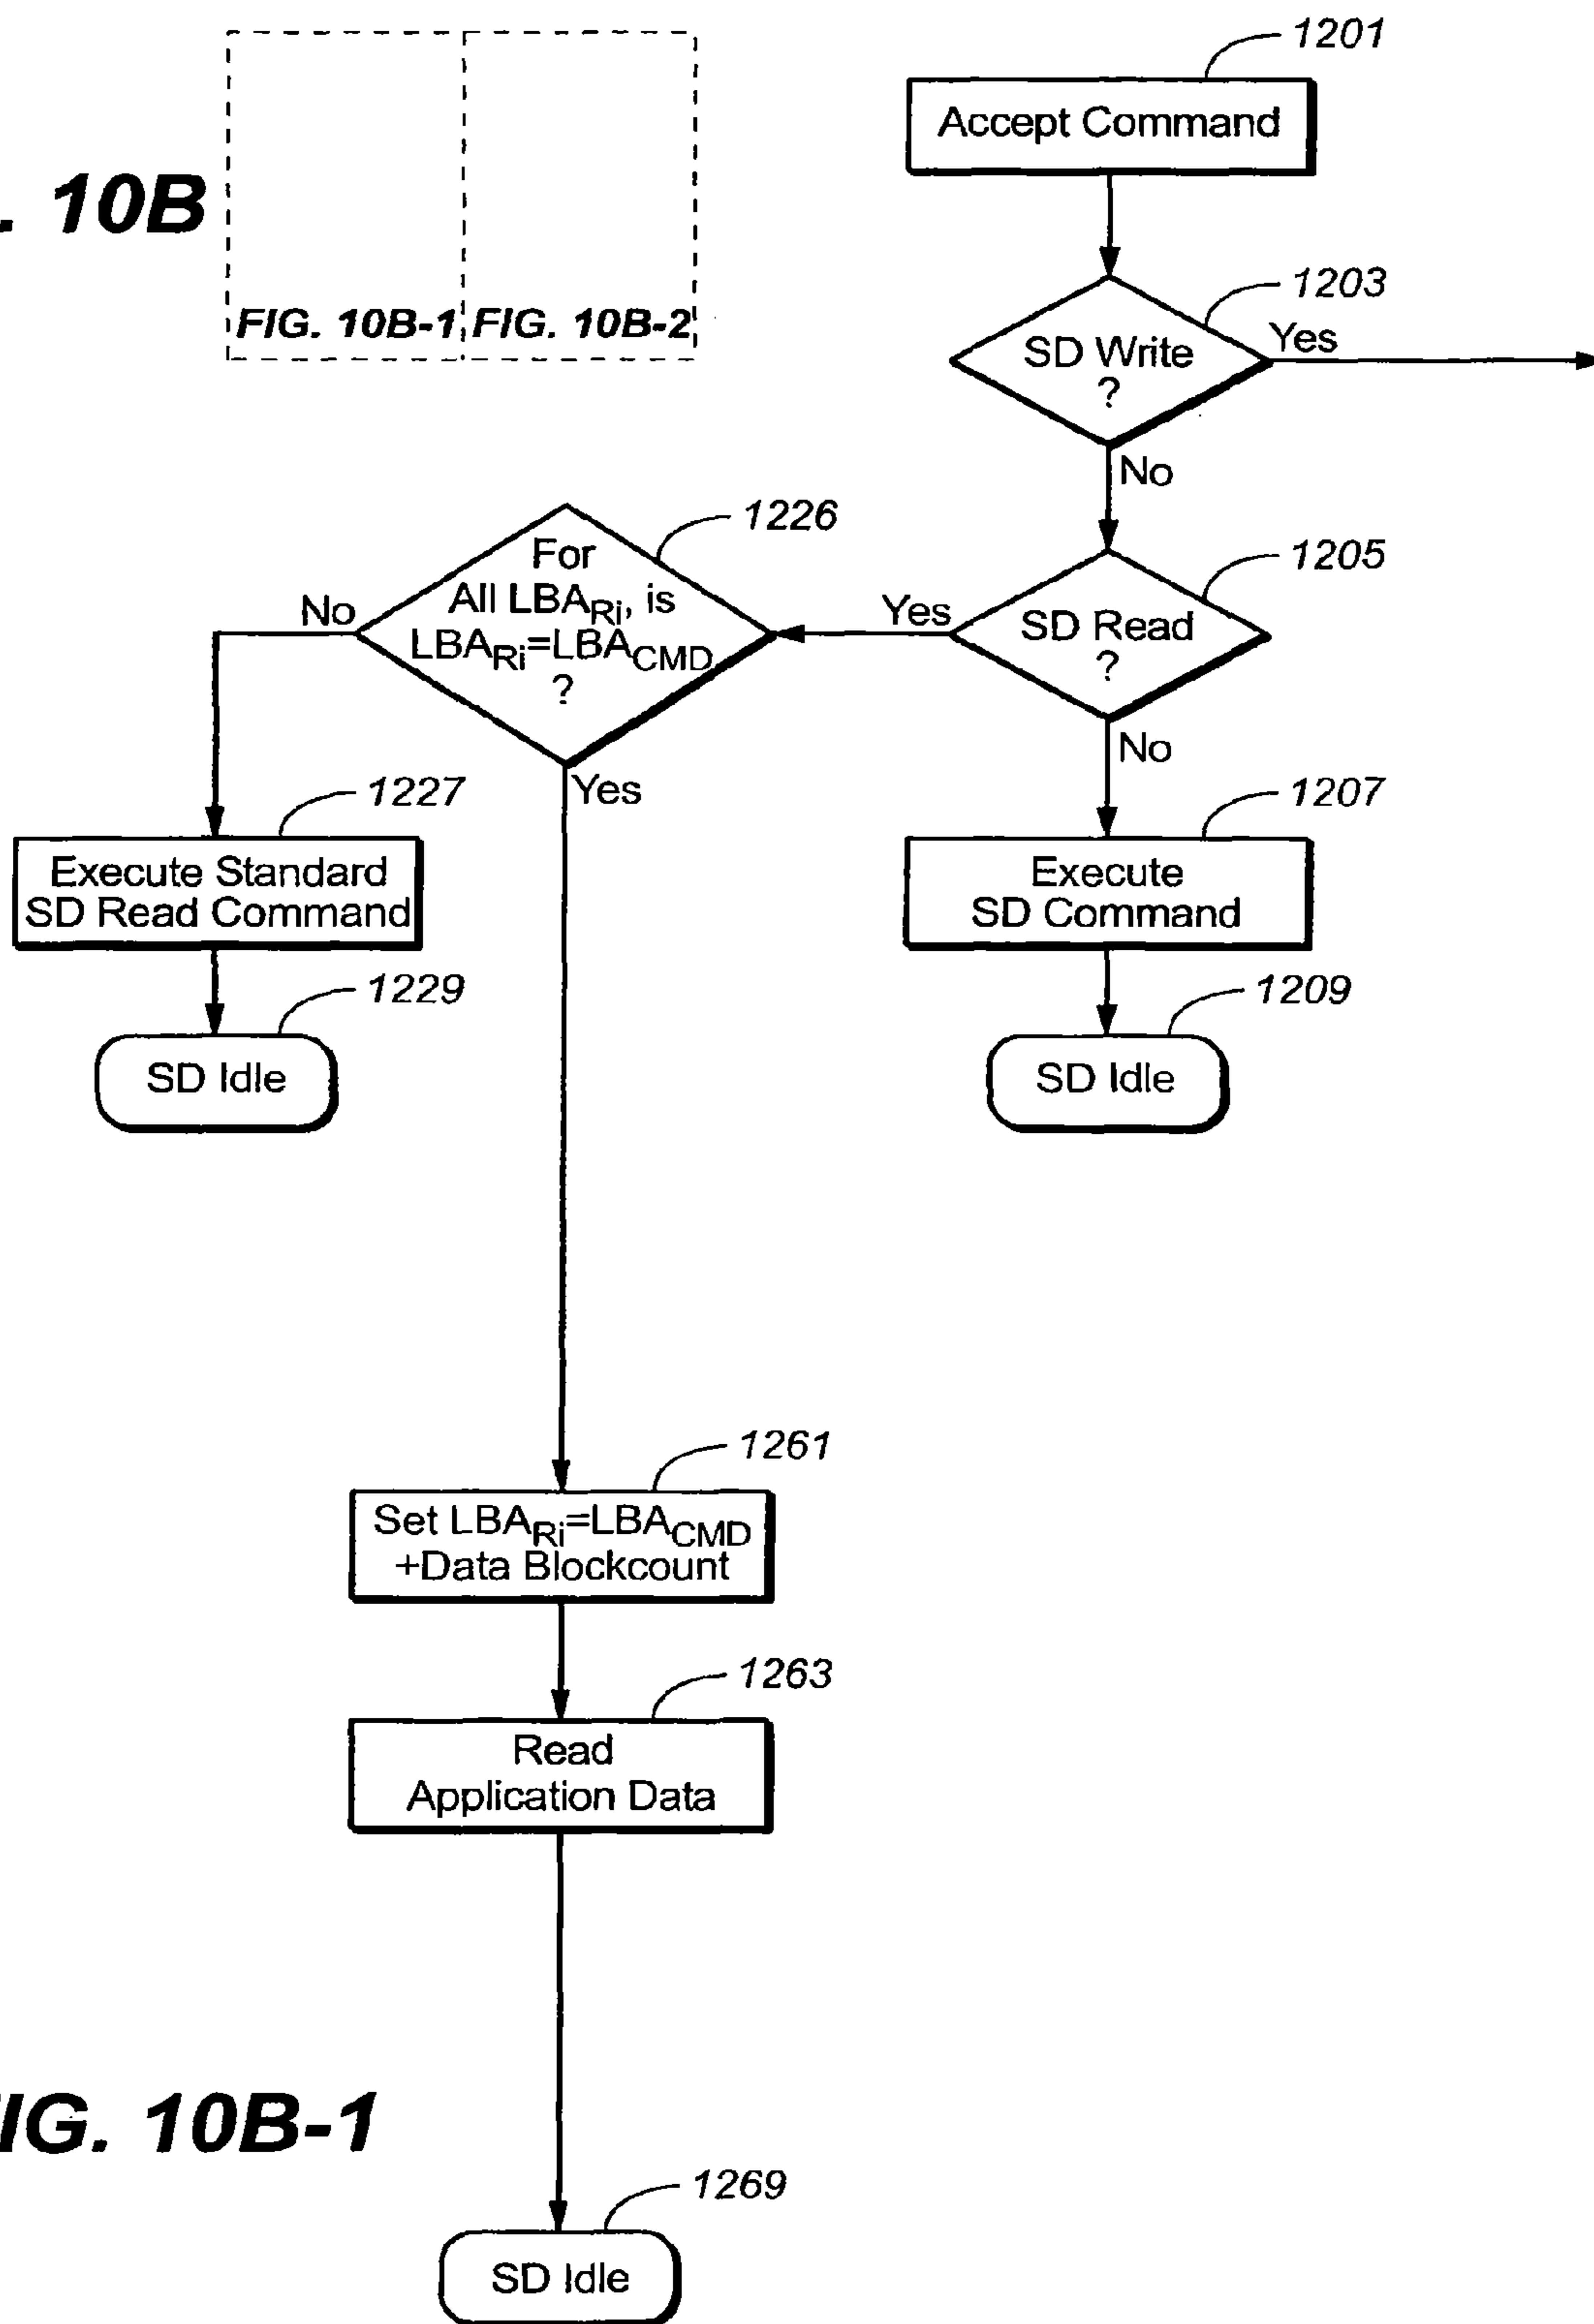 1201
Accept Command
. 10B
FIG. 10B-1
FIG. 10B-2
1203
SD Write
?
Yes
No
1226
For
All LBARi, is
LBARi=LBACMD
?
No
Yes
1205
SD Read
?
Yes
No
1227
Execute Standard
SD Read Command
1207
Execute
SD Command
1229
SD Idle
1209
SD Idle
1261
Set LBARi=LBACMD
+Data Blockcount
1263
Read
Application Data
IG. 10B-1
1269
SD Idle